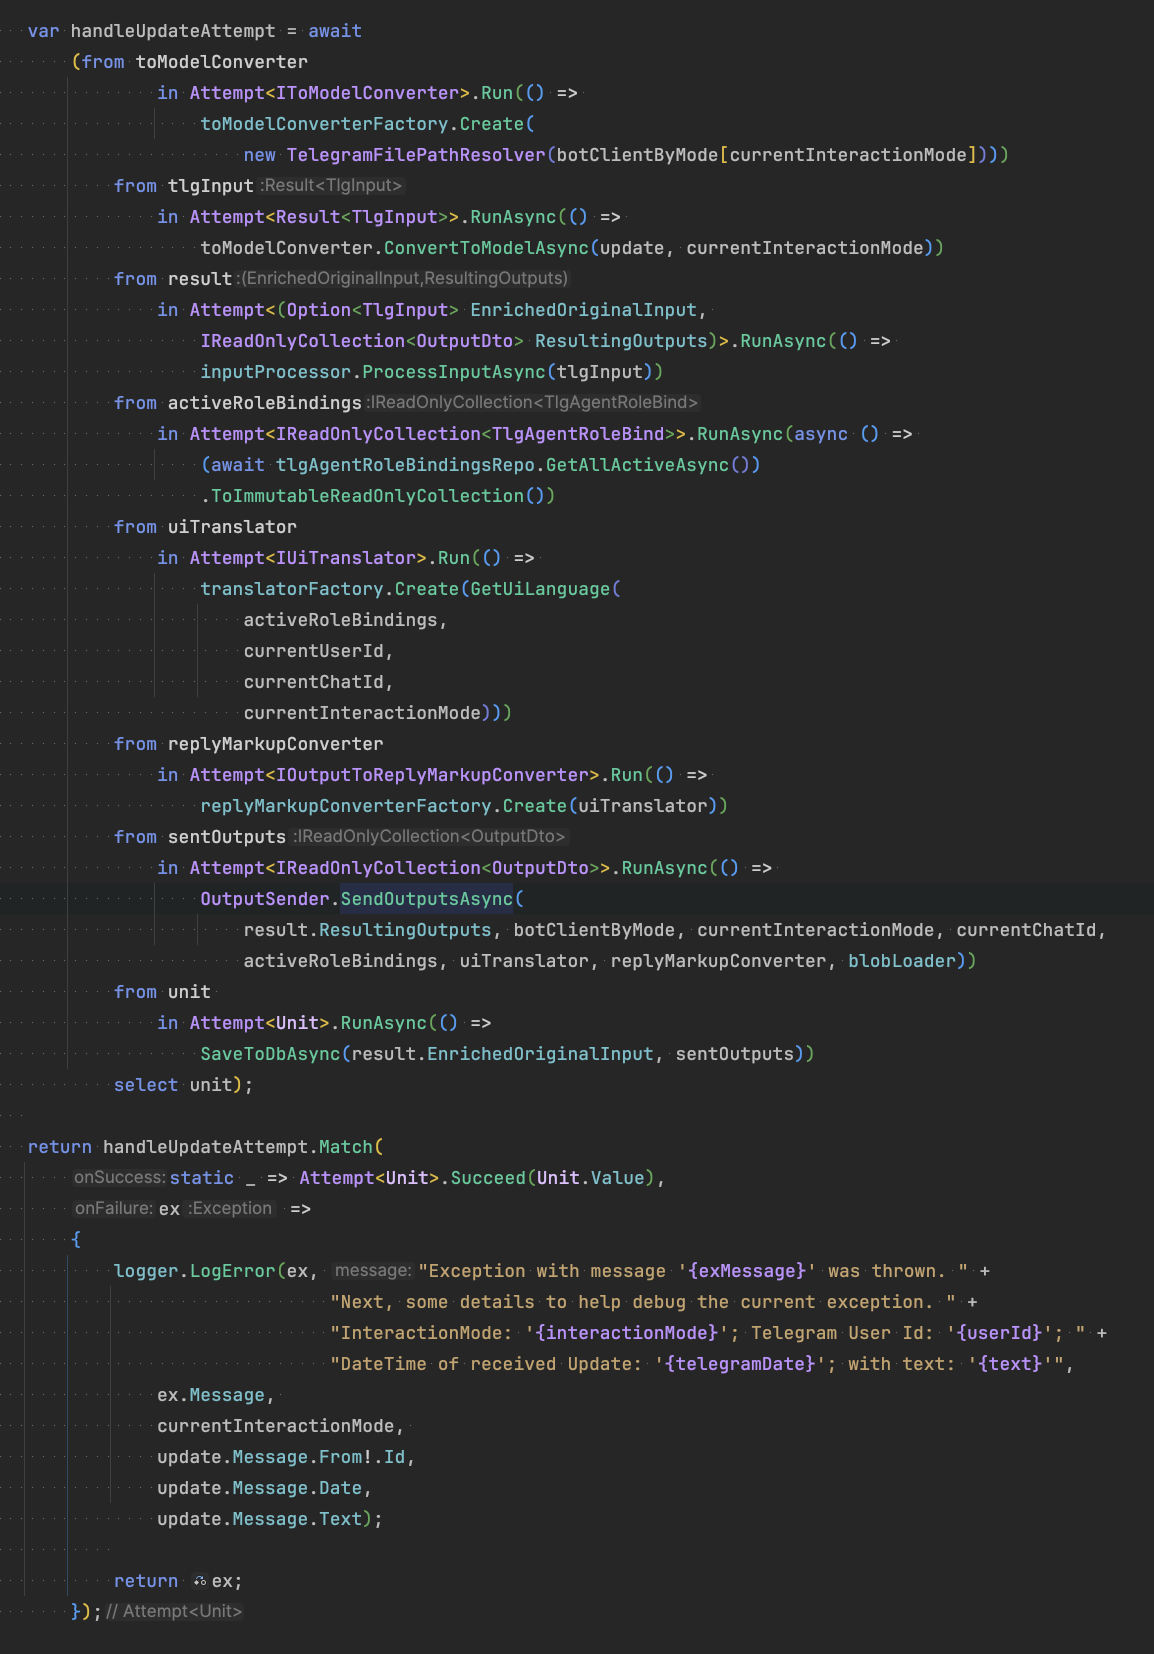 var handleUpdateAttempt = await
(from toModelConverter
in Attempt<IToModelConverter>.Run(() =>
toModelConverterFactory.Create(
new TelegramFilePathResolver(botClientByMode[currentInteractionMode])))
from tlgInput :Result<TlgInput>
in Attempt<Result<TlgInput>>.RunAsync(() =>
toModelConverter.ConvertToModelAsync(update, currentInteractionMode))
from result :(EnrichedOriginalInput,ResultingOutputs)
in Attempt<(Option<TlgInput> EnrichedOriginalInput,
IReadOnlyCollection<OutputDto> ResultingOutputs)>.RunAsync(() =>
inputProcessor.ProcessInputAsync(tlgInput))
from activeRoleBindings :IReadOnlyCollection<TlgAgentRoleBind>
in Attempt<IReadOnlyCollection<TlgAgentRoleBind>>.RunAsync(async () =>
(await tlgAgentRoleBindingsRepo.GetAllActiveAsync())
.ToImmutableReadOnlyCollection())
from uiTranslator
in Attempt<IUiTranslator>.Run(() =>
translatorFactory.Create(GetUiLanguage(
activeRoleBindings,
currentUserId,
currentChatId,
currentInteractionMode)))
from replyMarkupConverter
in Attempt<IOutputToReplyMarkupConverter>.Run(() =>
replyMarkupConverterFactory.Create(uiTranslator))
from sentOutputs :IReadOnlyCollection<OutputDto>
in Attempt<IReadOnlyCollection<OutputDto>>.RunAsync(() =>
OutputSender.SendOutputsAsync(
result.ResultingOutputs, botClientByMode, currentInteractionMode, currentChatId,
activeRoleBindings, uiTranslator, replyMarkupConverter, blobLoader))
from unit
in Attempt<Unit>.RunAsync(() =>
SaveToDbAsync(result.EnrichedOriginalInput, sentOutputs))
select unit);
return handleUpdateAttempt.Match(
onSuccess: static _ => Attempt<Unit>.Succeed(Unit.Value),
onFailure: ex :Exception =>
{
logger.LogError(ex, message: "Exception with message '{exMessage}' was thrown. " +
"Next, some details to help debug the current exception. " +
"InteractionMode: '{interactionMode}'; Telegram User Id: '{userId}'; " +
"DateTime of received Update: '{telegramDate}'; with text: '{text}'",
ex.Message,
currentInteractionMode,
update.Message.From!.Id,
update.Message.Date,
update.Message.Text);
return ex;
}); // Attempt<Unit>